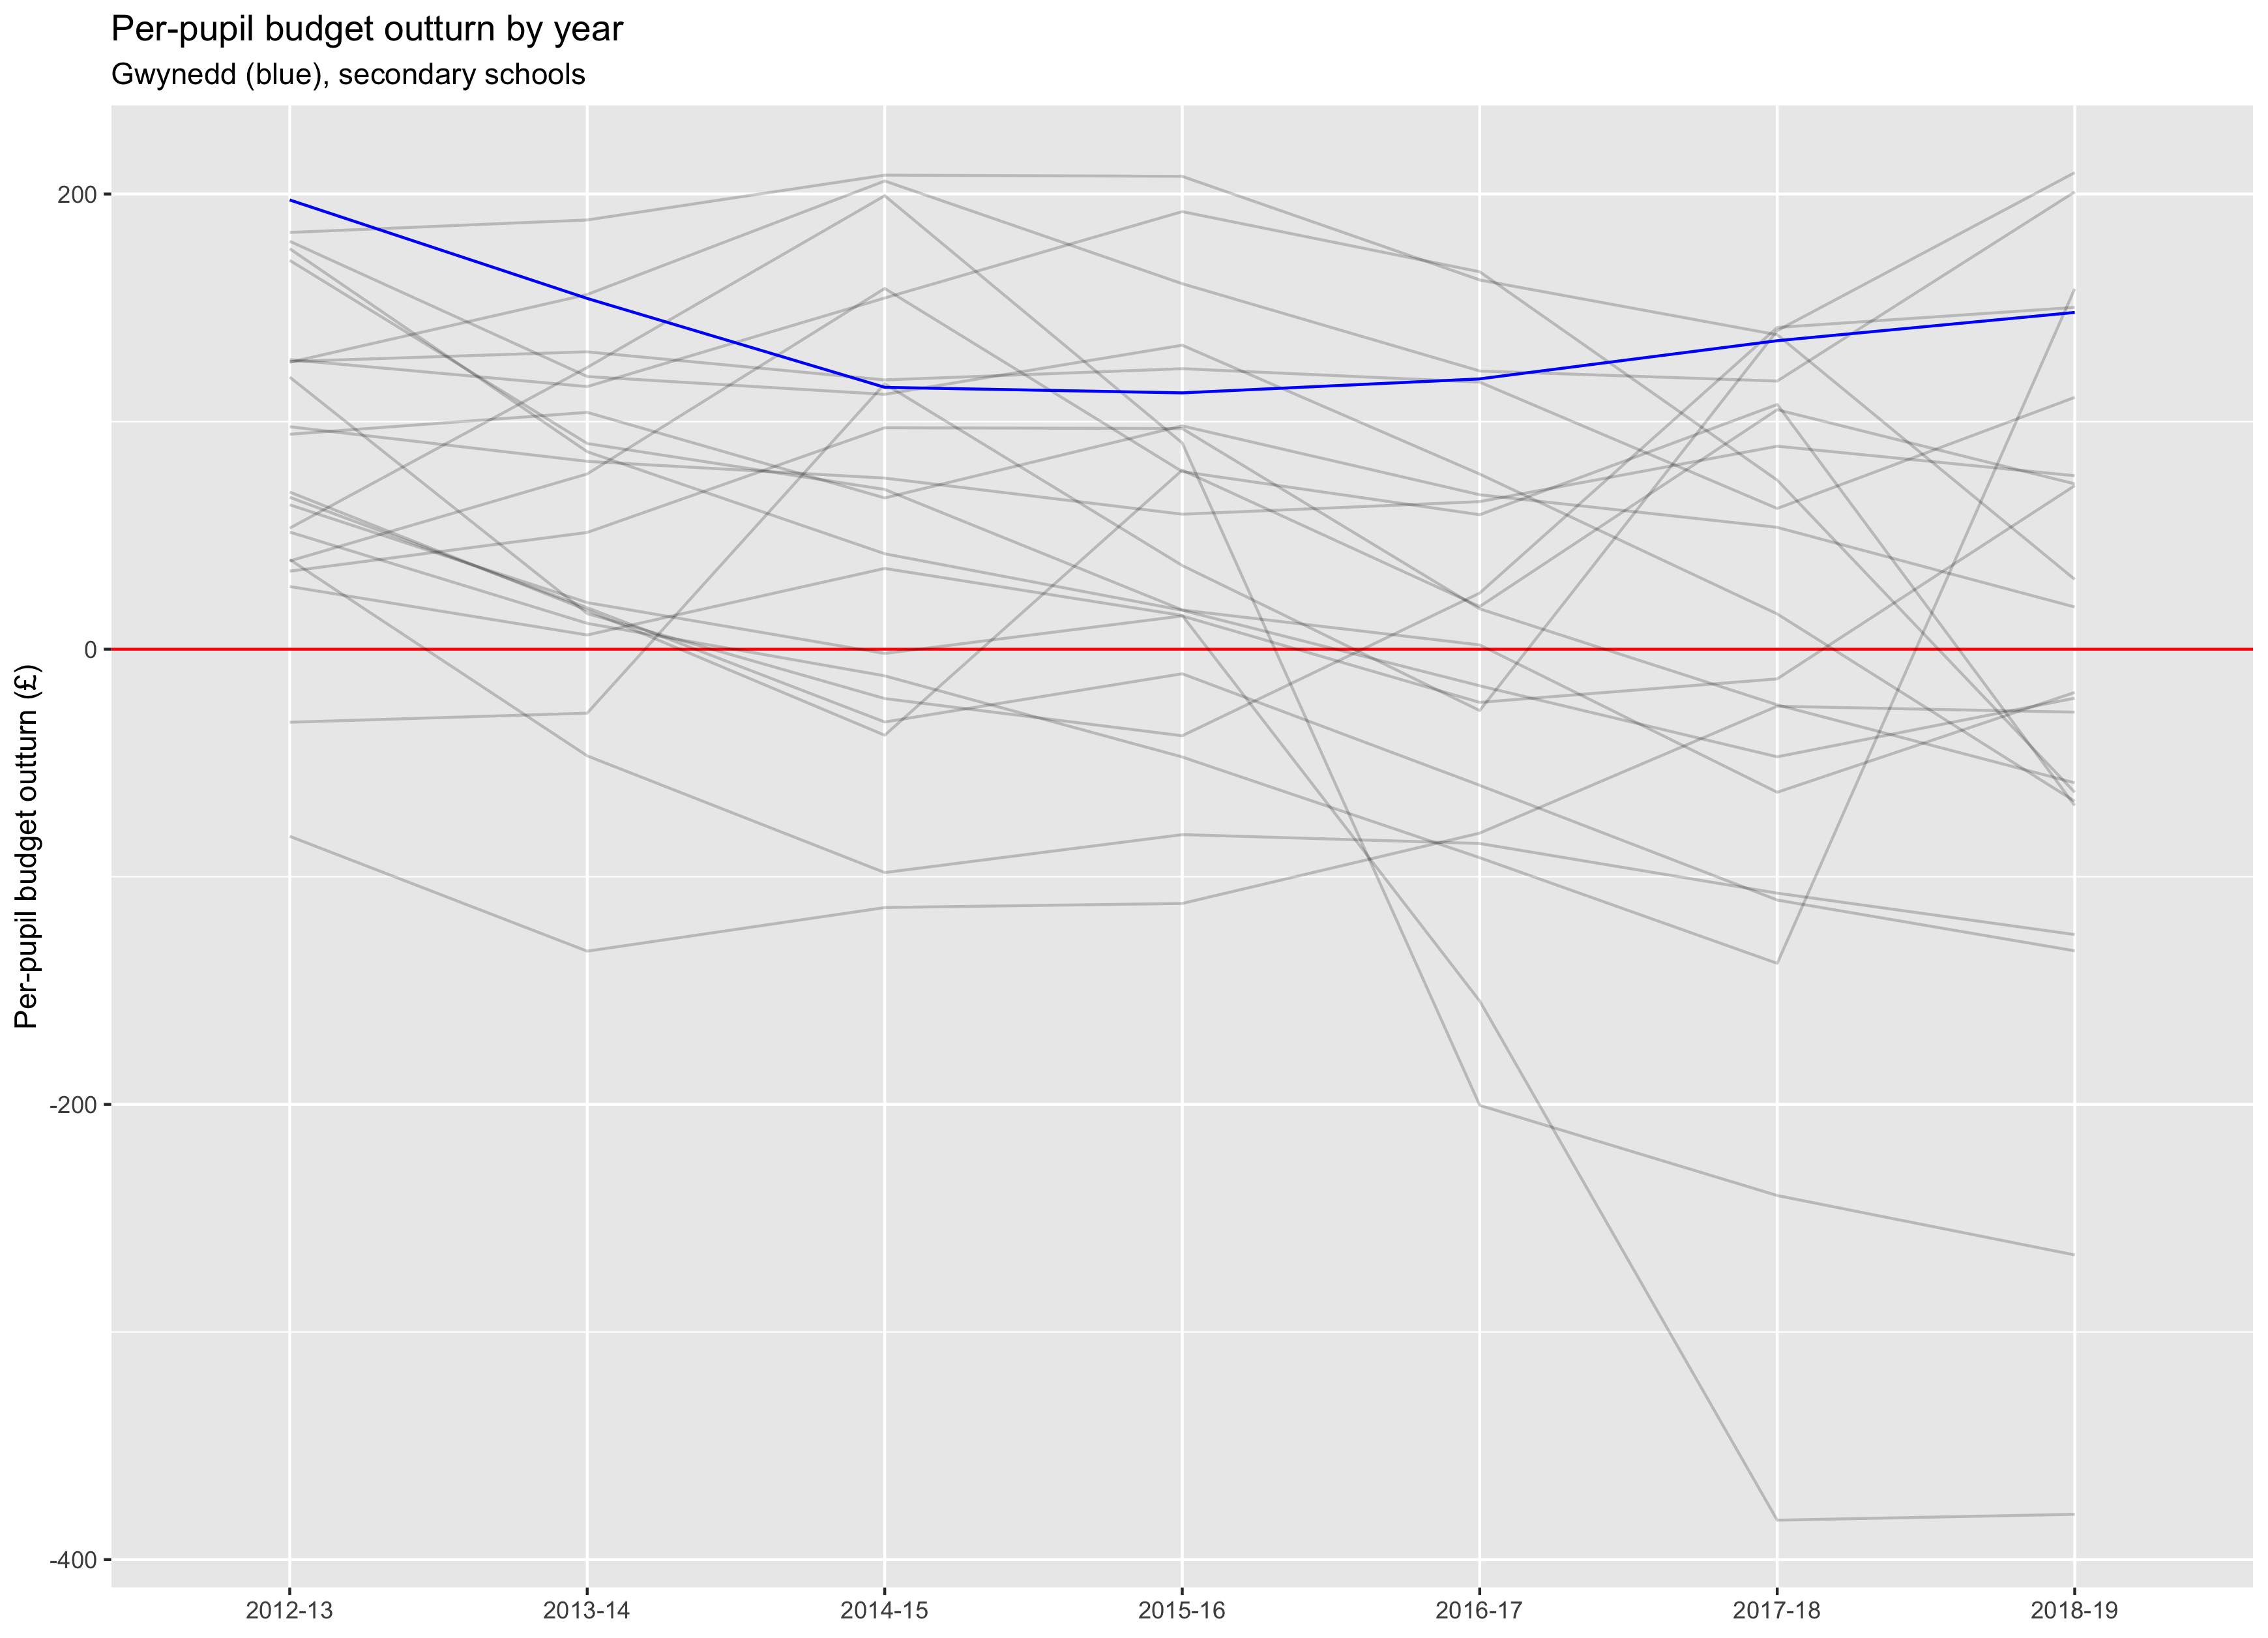 Per-pupil budget outturn by year
Gwynedd (blue), secondary schools
Per-pupil budget outturn (£)
200
0
-200
-400
2012-13 2013-14 2014-15 2015-16 2016-17 2017-18 2018-19